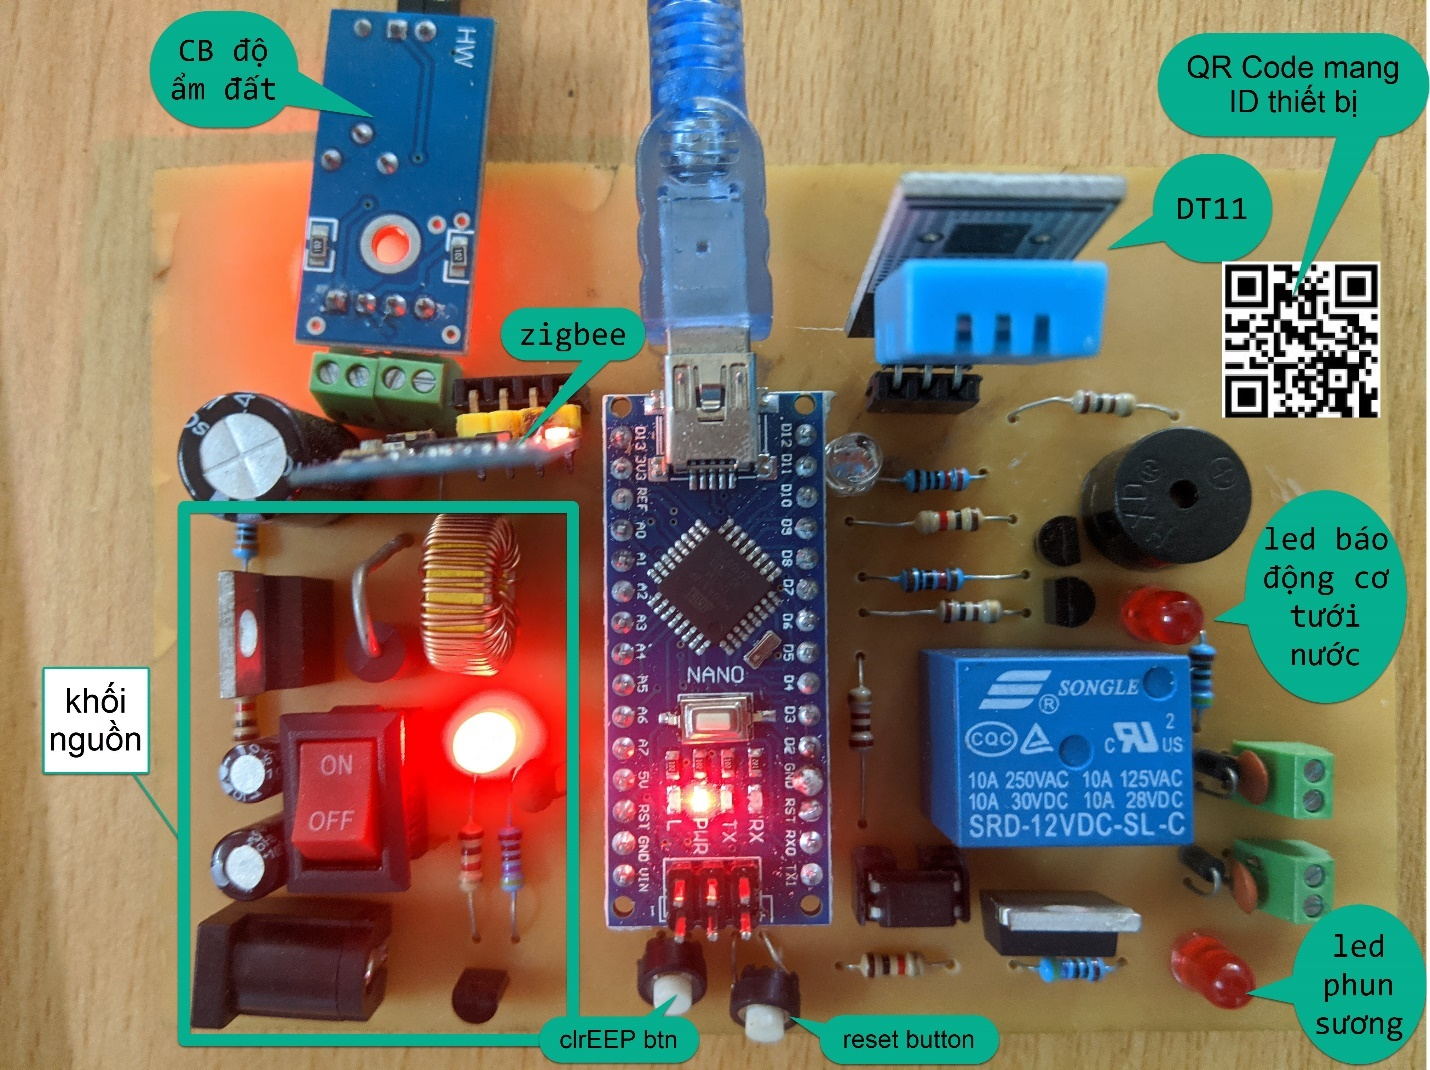 CB độ
ẩm đất
HW
QR Code mang
ID thiết bị
DT11
zigbee
led báo
động cơ
tưới
nước
khối
nguồn
ON
OFF
D13
3V3
REF
A0
A1
A2
A3
A4
A5
A6
A7
5V
RST
GND
VIN
D12
D11
D10
D9
D8
D7
D6
D5
D4
D3
D2
GND
RST
RX0
TX1
NANO
L
PWR
TX
RX
SONGLE
®
CQC
c RU US
2
10A 250VAC 10A 125VAC
10A 30VDC 10A 28VDC
SRD-12VDC-SL-C
clrEEP btn
reset button
led
phun
sương